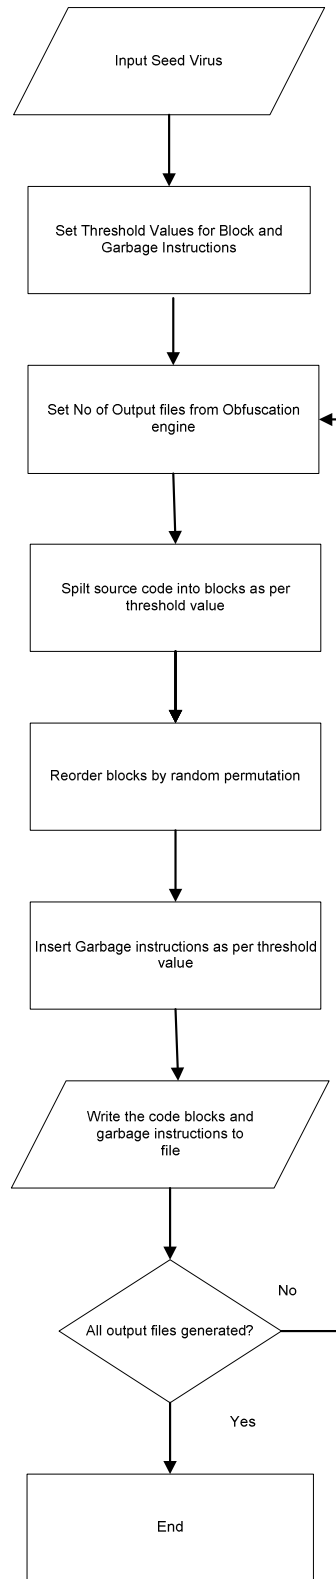 Input Seed Virus
Set Threshold Values for Block and
Garbage Instructions
Set No of Output files from Obfuscation
engine
Spilt source code into blocks as per
threshold value
Reorder blocks by random permutation
Insert Garbage instructions as per threshold
value
Write the code blocks and
garbage instructions to
file
No
All output files generated?
Yes
End